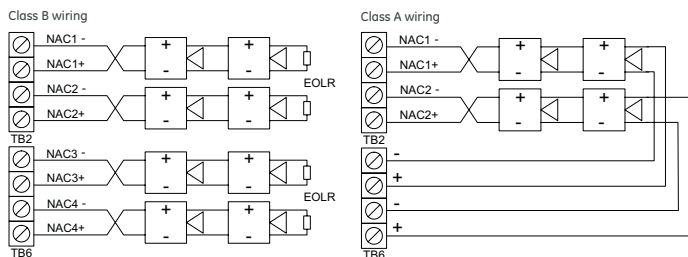 Class B wiring
NAC1 -
NAC1+
NAC2 -
NAC2+
TB2
+ +
- -
+ +
- -
EOLR
NAC3 -
NAC3+
NAC4 -
NAC4+
TB6
+ +
- -
+ +
- -
EOLR
Class A wiring
NAC1 -
NAC1+
NAC2 -
NAC2+
TB2
+ +
- -
+ +
- -
-
+
-
+
TB6